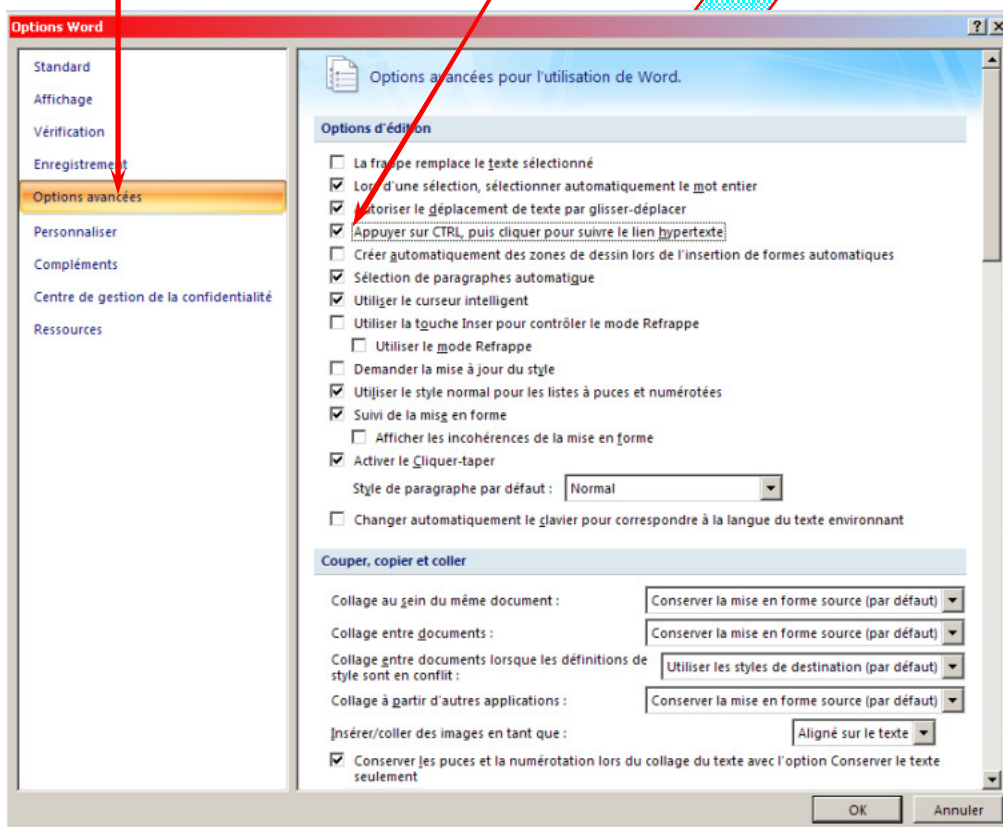 Options Word
Standard
Affichage
Vérification
Enregistrement
Options avancées
Personnaliser
Compléments
Centre de gestion de la confidentialité
Ressources
Options avancées pour l'utilisation de Word.
Options d'édition
La frappe remplace le texte sélectionné
Lors d'une sélection, sélectionner automatiquement le mot entier
Autoriser le déplacement de texte par glisser-déplacer
Appuyer sur CTRL, puis cliquer pour suivre le lien hypertexte
Créer automatiquement des zones de dessin lors de l'insertion de formes automatiques
Sélection de paragraphes automatique
Utiliser le curseur intelligent
Utiliser la touche Inser pour contrôler le mode Refrappe
Utiliser le mode Refrappe
Demander la mise à jour du style
Utiliser le style normal pour les listes à puces et numérotées
Suivi de la mise en forme
Afficher les incohérences de la mise en forme
Activer le Cliquer-taper
Style de paragraphe par défaut : Normal
Changer automatiquement le clavier pour correspondre à la langue du texte environnant
Couper, copier et coller
Collage au sein du même document : Conserver la mise en forme source (par défaut)
Collage entre documents : Conserver la mise en forme source (par défaut)
Collage entre documents lorsque les définitions de
style sont en conflit : Utiliser les styles de destination (par défaut)
Collage à partir d'autres applications : Conserver la mise en forme source (par défaut)
Insérer/coller des images en tant que : Aligné sur le texte
Conserver les puces et la numérotation lors du collage du texte avec l'option Conserver le texte
seulement
OK Annuler